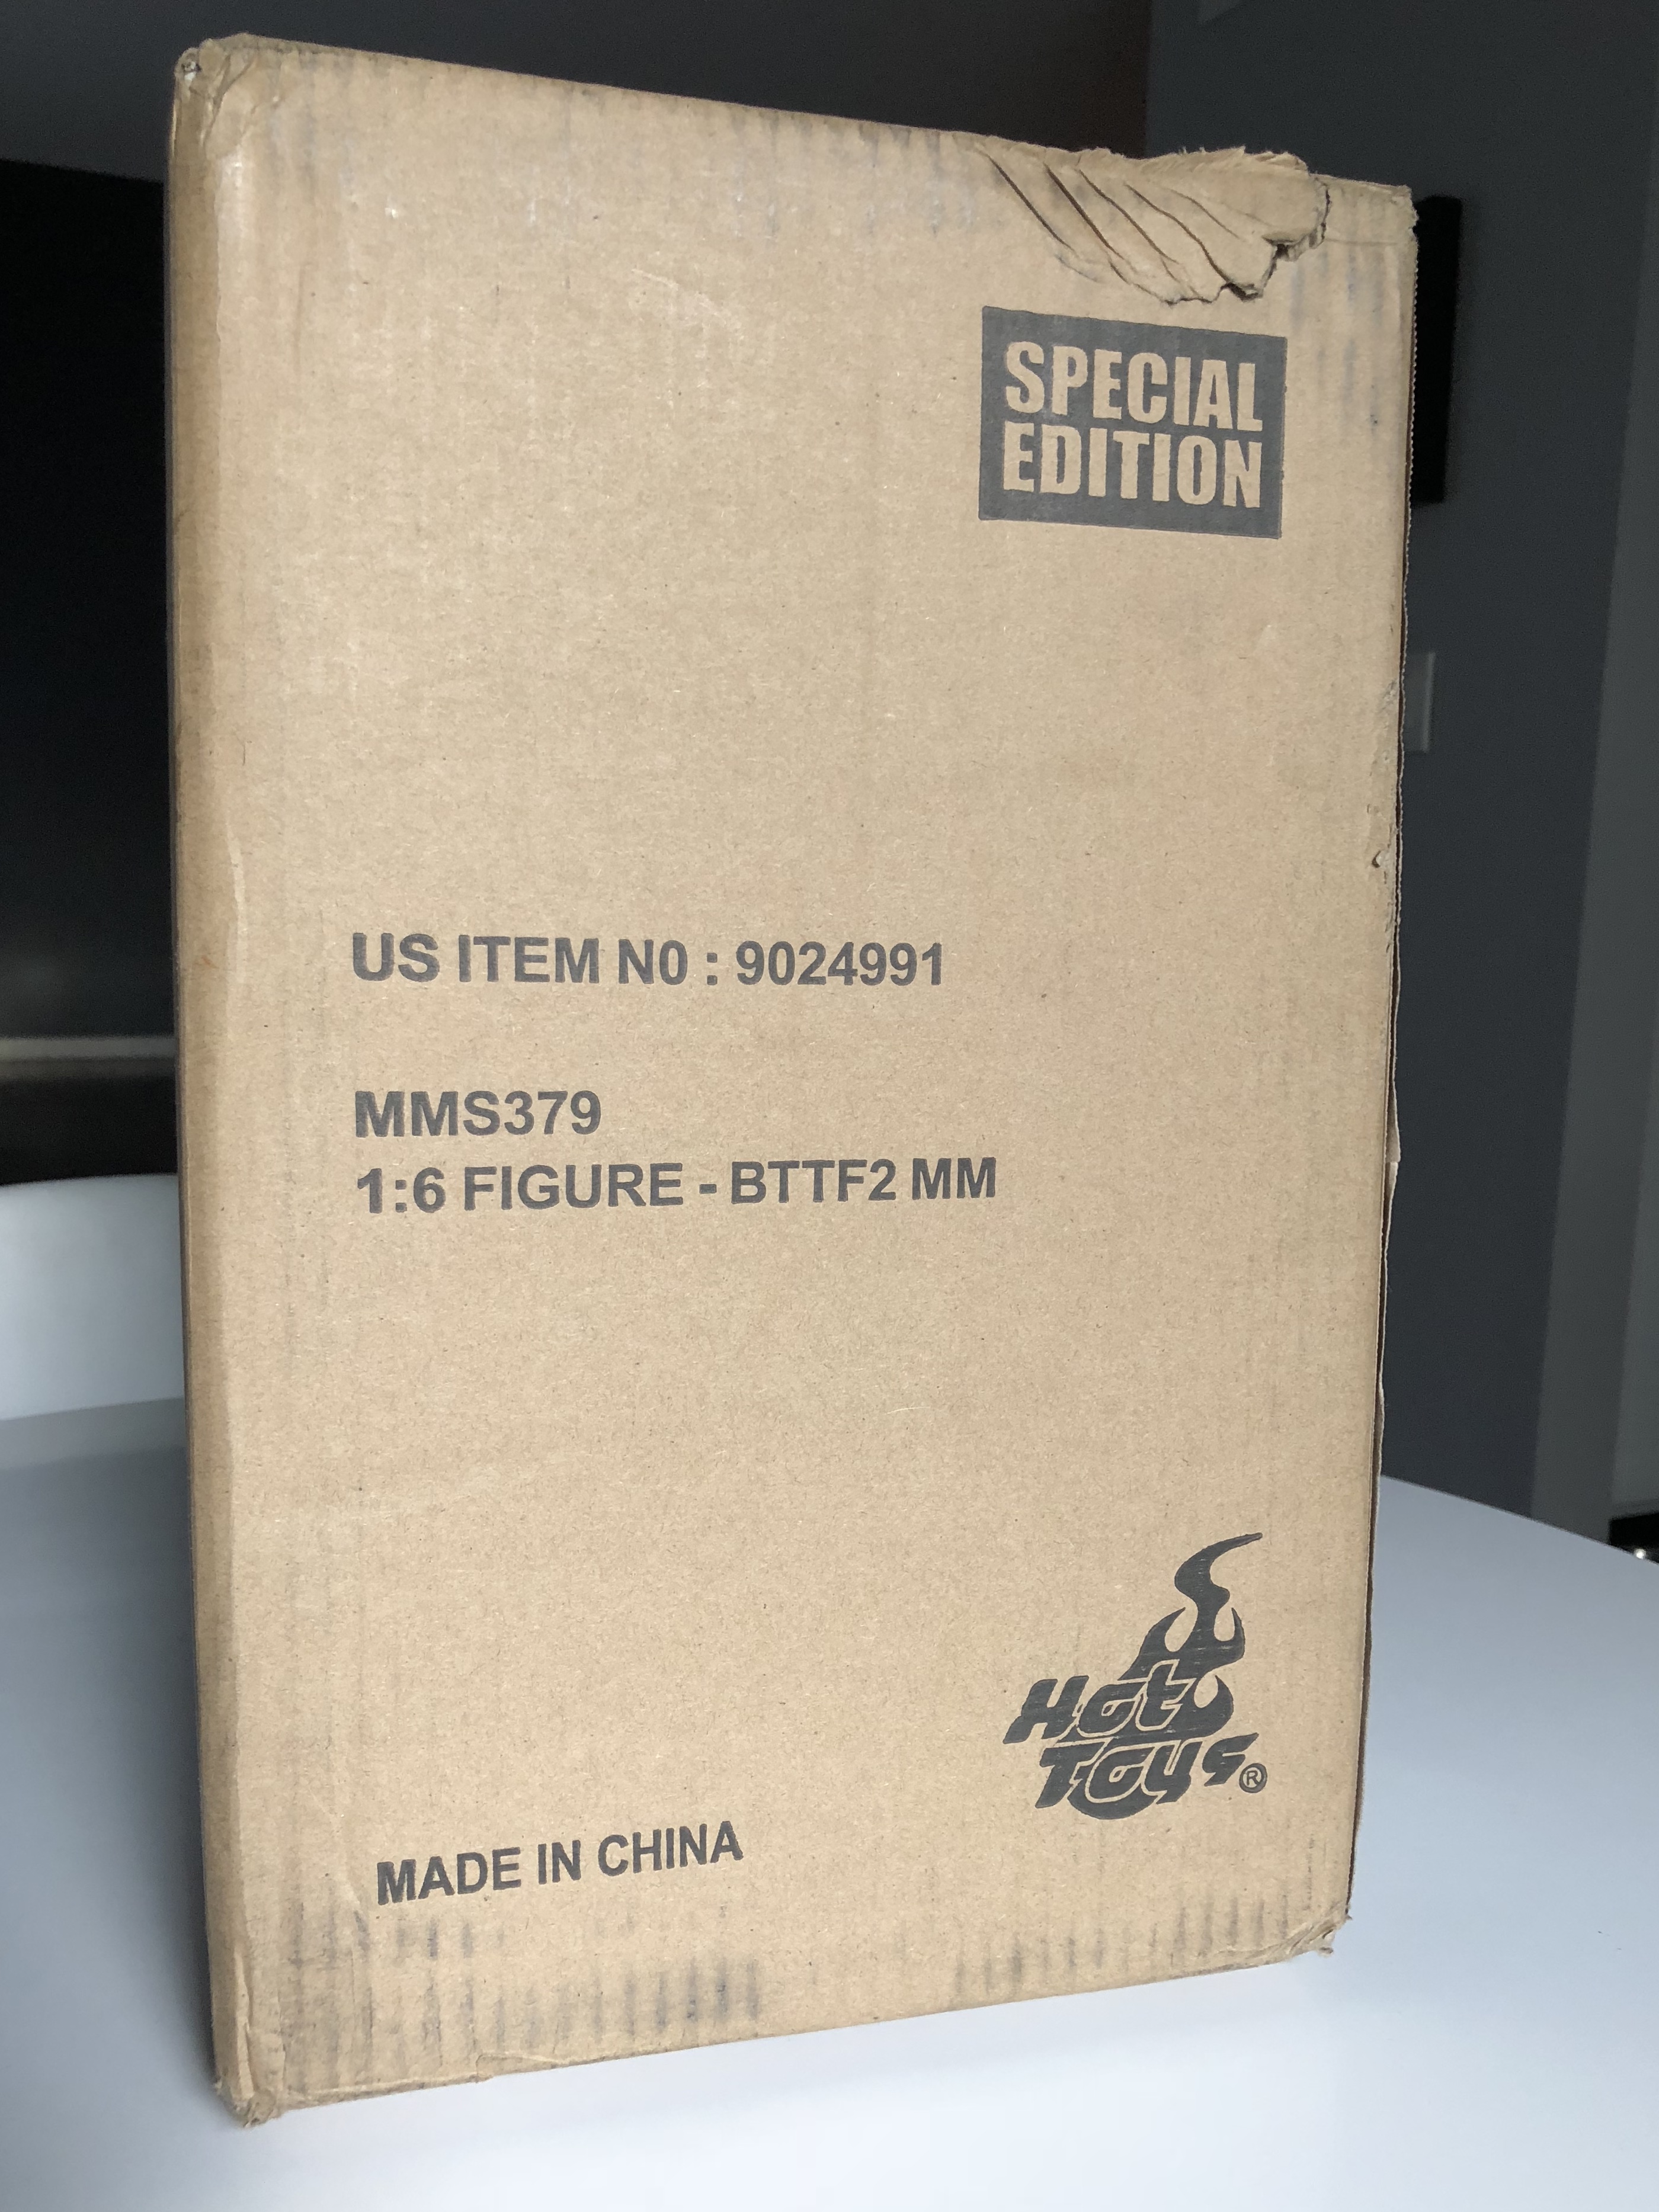 SPECIAL
EDITION
US ITEM N0 : 9024991
MMS379
1:6 FIGURE - BTTF2 MM
Hot
Toys®
MADE IN CHINA